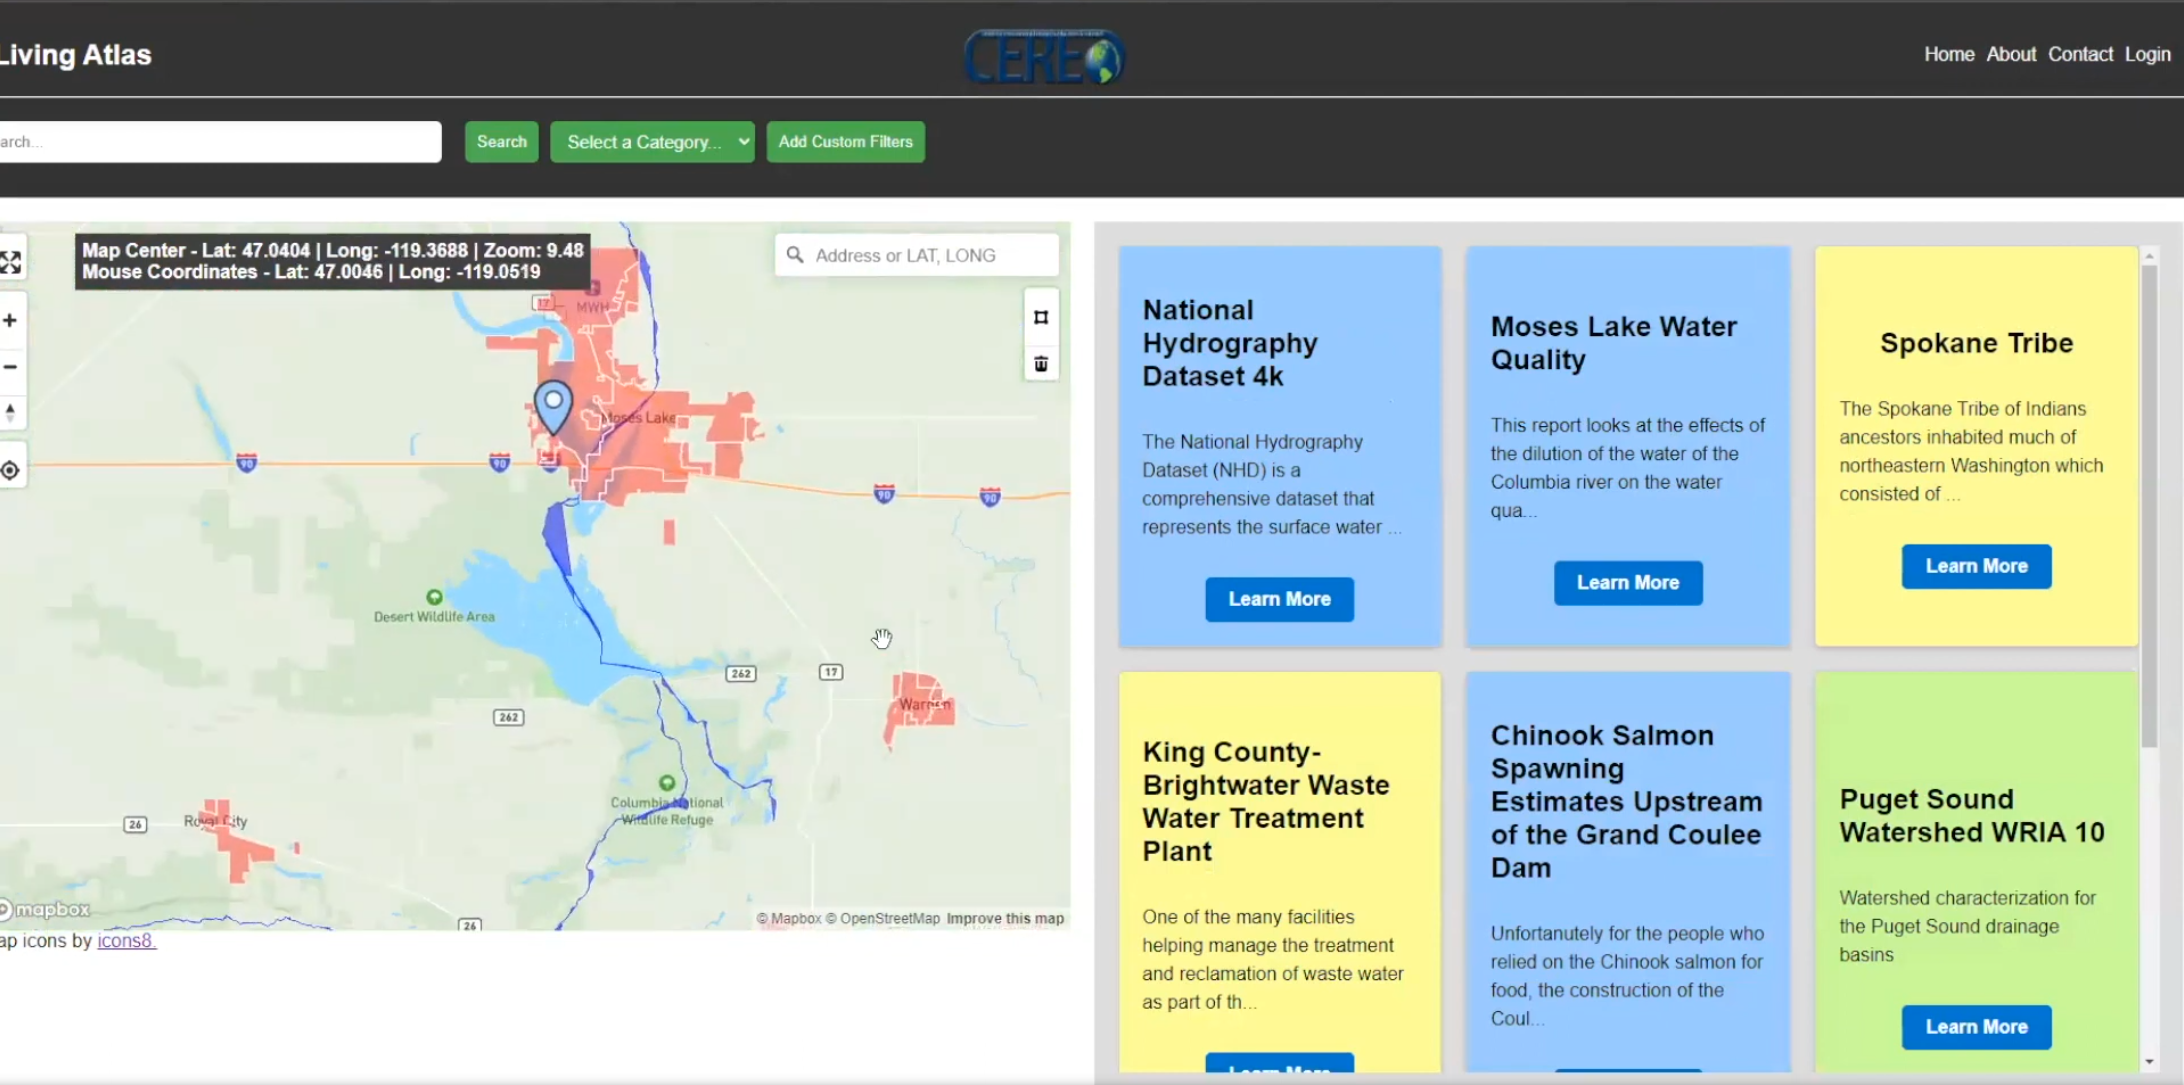 Living Atlas
CEREO
Home About Contact Login
arch...
Search
Select a Category...
Add Custom Filters
Map Center - Lat: 47.0404 | Long: -119.3688 | Zoom: 9.48
Mouse Coordinates - Lat: 47.0046 | Long: -119.0519
Address or LAT, LONG
17
MWH
Moses Lake
90
90
90
90
Desert Wildlife Area
262
17
262
Warden
Columbia National
Wildlife Refuge
26
Royal City
26
mapbox
© Mapbox © OpenStreetMap Improve this map
ap icons by icons8.
National
Hydrography
Dataset 4k
The National Hydrography
Dataset (NHD) is a
comprehensive dataset that
represents the surface water ...
Learn More
Moses Lake Water
Quality
This report looks at the effects of
the dilution of the water of the
Columbia river on the water
qua...
Learn More
Spokane Tribe
The Spokane Tribe of Indians
ancestors inhabited much of
northeastern Washington which
consisted of ...
Learn More
King County-
Brightwater Waste
Water Treatment
Plant
One of the many facilities
helping manage the treatment
and reclamation of waste water
as part of th...
Learn More
Chinook Salmon
Spawning
Estimates Upstream
of the Grand Coulee
Dam
Unfortanutely for the people who
relied on the Chinook salmon for
food, the construction of the
Coul...
Puget Sound
Watershed WRIA 10
Watershed characterization for
the Puget Sound drainage
basins
Learn More